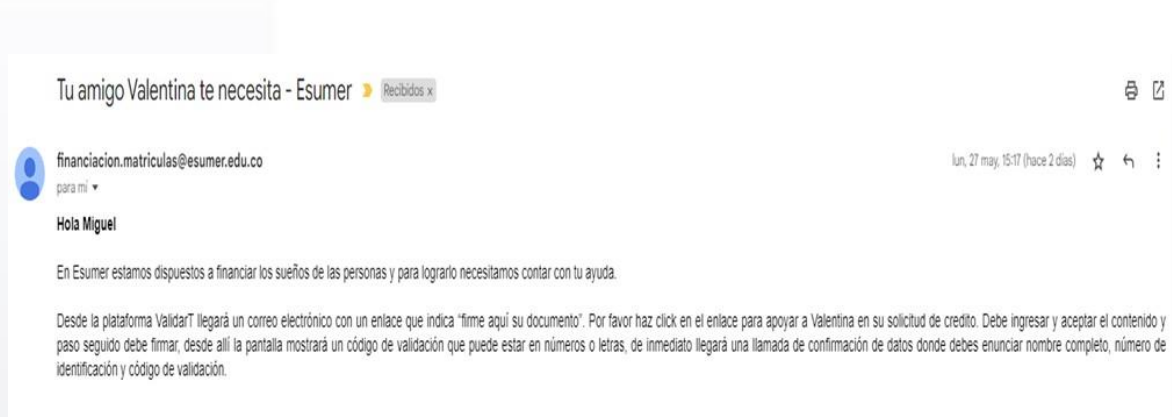 Tu amigo Valentina te necesita - Esumer Recibidos x
financiacion.matriculas@esumer.edu.co lun, 27 may, 15:17 (hace 2 días)
para mí
Hola Miguel
En Esumer estamos dispuestos a financiar los sueños de las personas y para lograrlo necesitamos contar con tu ayuda.
Desde la plataforma ValidarT llegará un correo electrónico con un enlace que indica "firme aquí su documento". Por favor haz click en el enlace para apoyar a Valentina en su solicitud de credito. Debe ingresar y aceptar el contenido y
paso seguido debe firmar, desde allí la pantalla mostrará un código de validación que puede estar en números o letras, de inmediato llegará una llamada de confirmación de datos donde debes enunciar nombre completo, número de
identificación y código de validación.